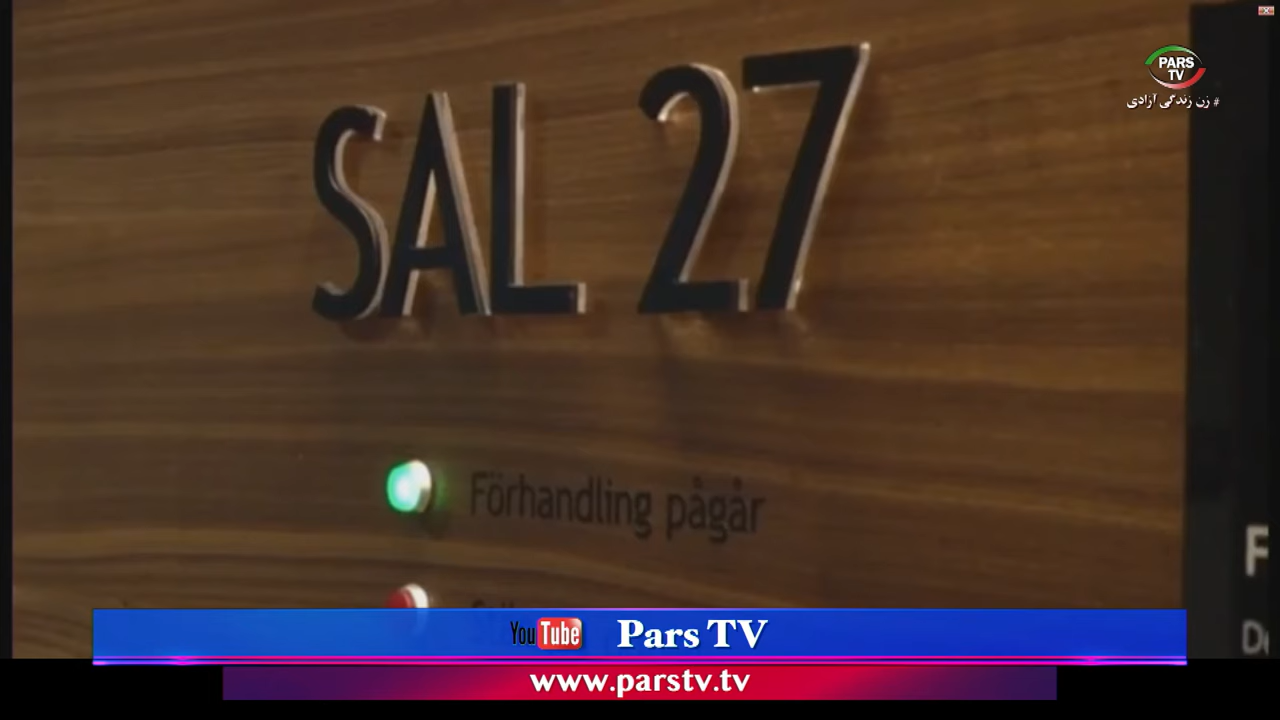 PARS
TV
# زن زندگی آزادی
SAL 27
Förhandling pågår
YouTube Pars TV
www.parstv.tv